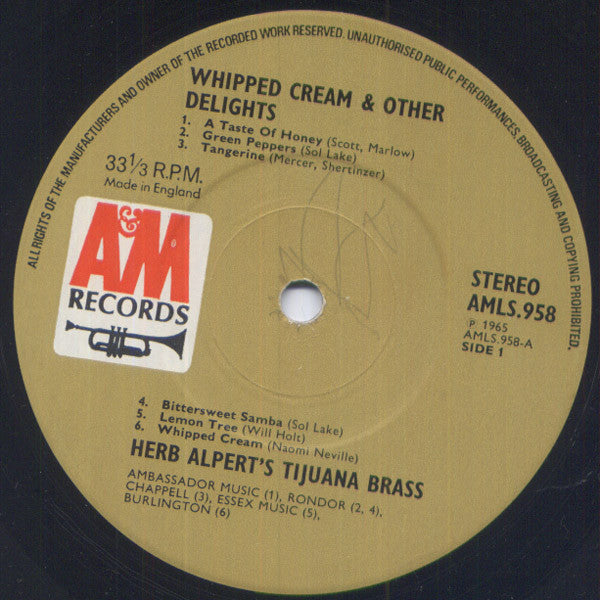 ALL RIGHTS OF THE MANUFACTURERS AND OWNER OF THE RECORDED WORK RESERVED. UNAUTHORISED PUBLIC PERFORMANCES, BROADCASTING AND COPYING PROHIBITED.
WHIPPED CREAM & OTHER
DELIGHTS
1. A Taste Of Honey (Scott, Marlow)
2. Green Peppers (Sol Lake)
3. Tangerine (Mercer, Shertinzer)
33 1/3 R.P.M.
Made in England
A&M
RECORDS
STEREO
AMLS.958
℗ 1965
AMLS.958-A
SIDE 1
4. Bittersweet Samba (Sol Lake)
5. Lemon Tree (Will Holt)
6. Whipped Cream (Naomi Neville)
HERB ALPERT'S TIJUANA BRASS
AMBASSADOR MUSIC (1), RONDOR (2, 4),
CHAPPELL (3), ESSEX MUSIC (5),
BURLINGTON (6)